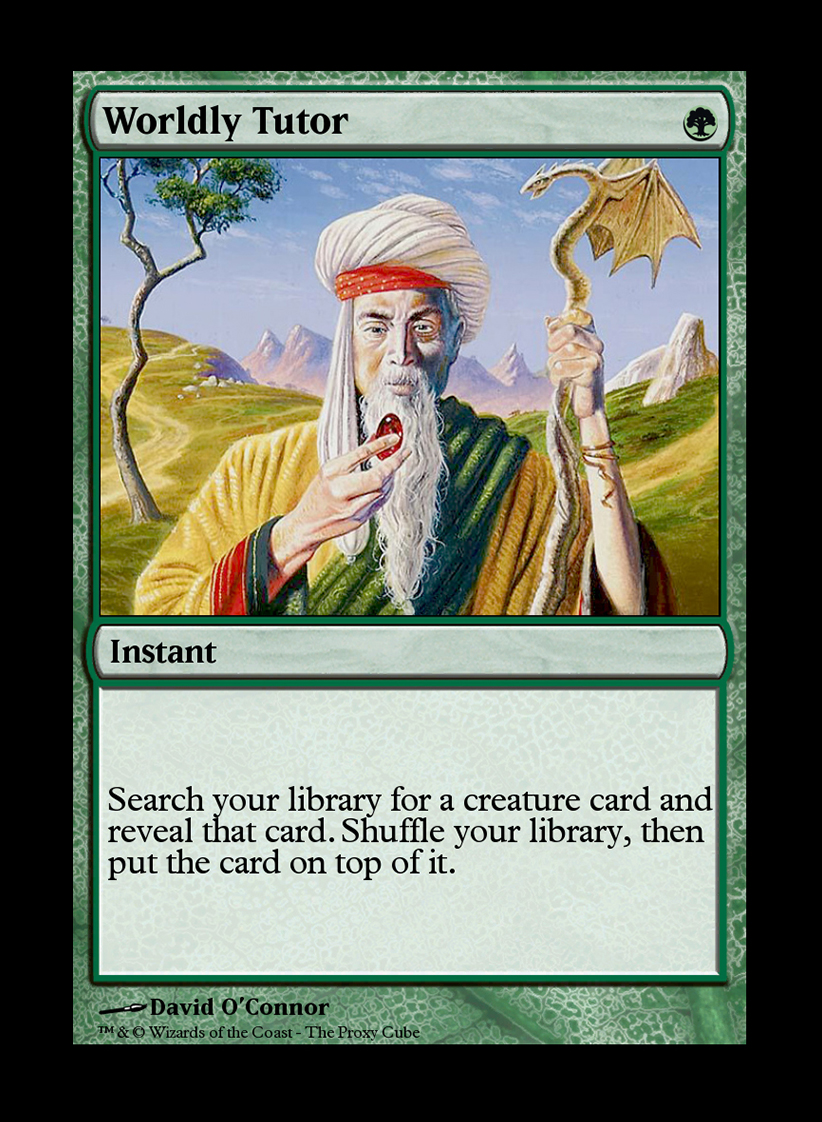 Worldly Tutor
Instant
Search your library for a creature card and
reveal that card. Shuffle your library, then
put the card on top of it.
David O'Connor
™ & © Wizards of the Coast - The Proxy Cube